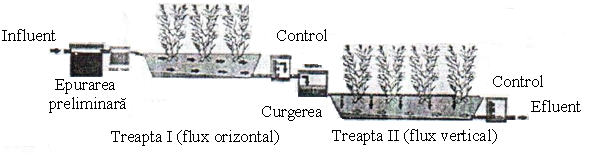 Influent
Epurarea
preliminară
Control
Curgerea
Control
Efluent
Treapta I (flux orizontal)
Treapta II (flux vertical)